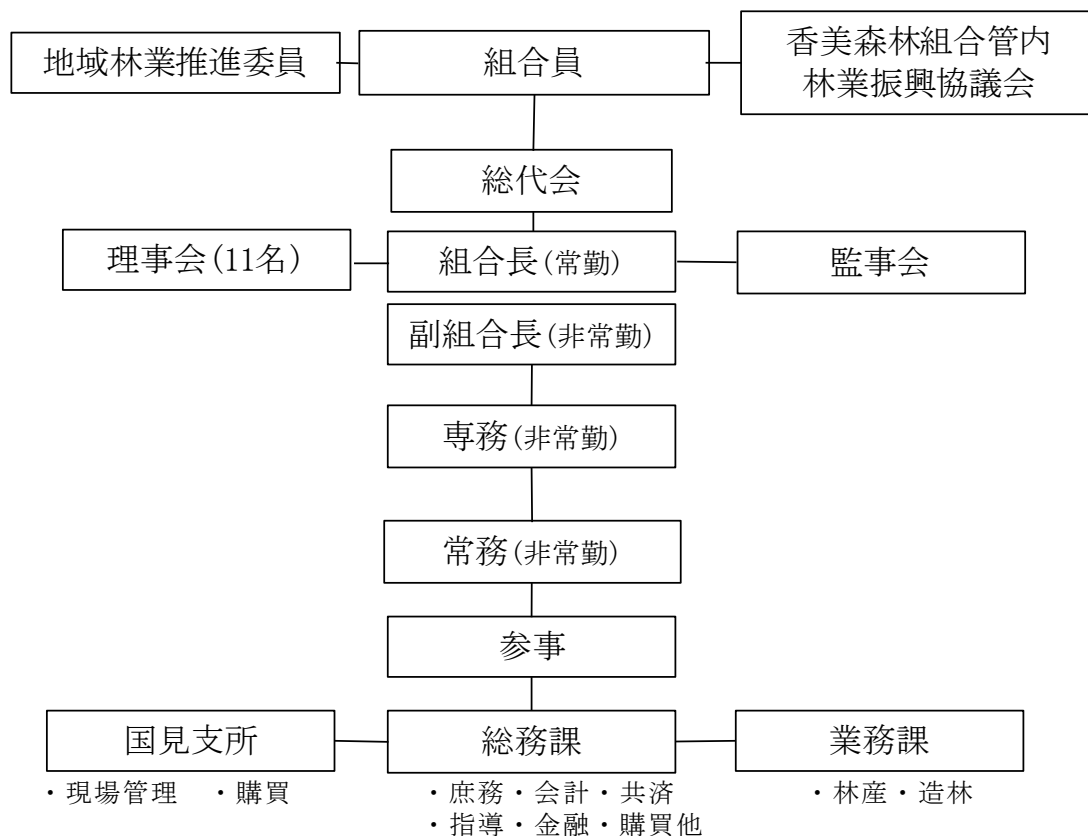 地域林業推進委員
組合員
香美森林組合管内
林業振興協議会
総代会
理事会(11名)
組合長(常勤)
監事会
副組合長(非常勤)
専務(非常勤)
常務(非常勤)
参事
国見支所
総務課
業務課
・現場管理　・購買
・庶務・会計・共済
・指導・金融・購買他
・林産・造林